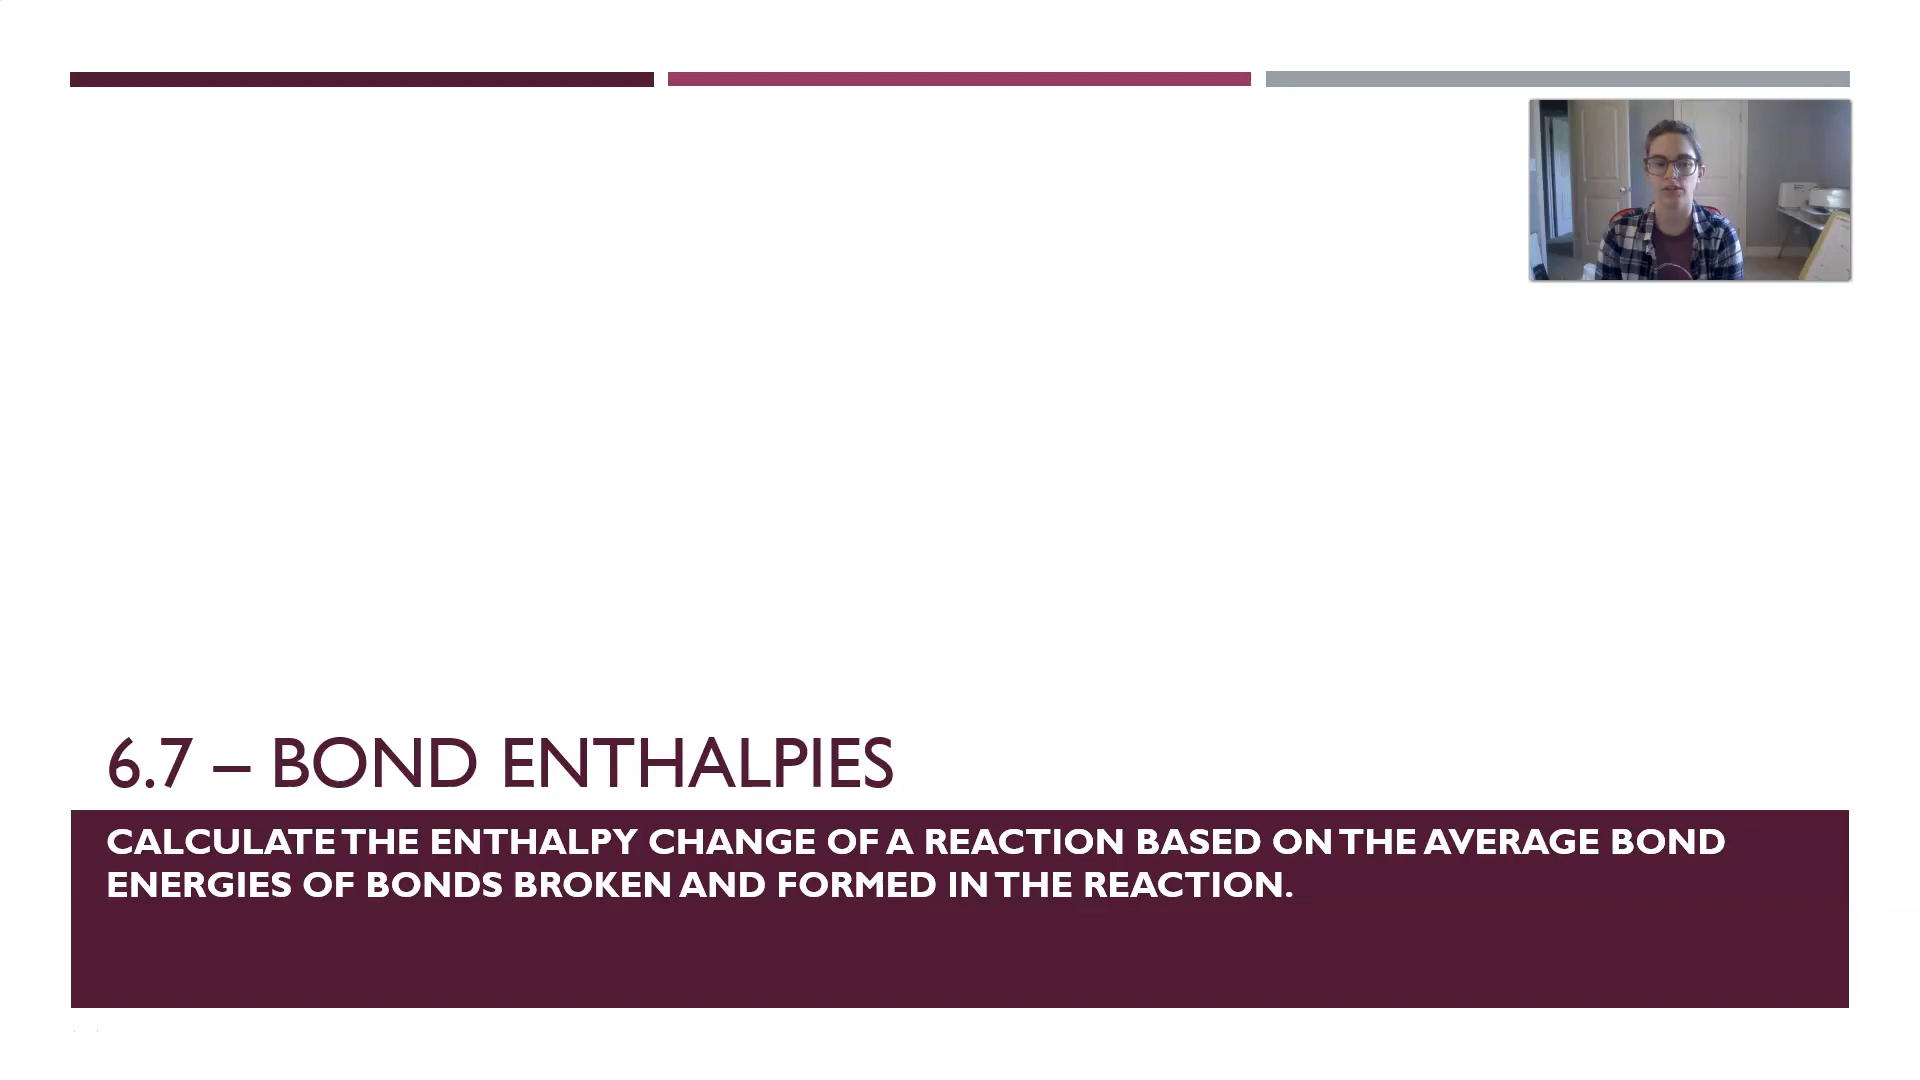 6.7 – BOND ENTHALPIES
CALCULATE THE ENTHALPY CHANGE OF A REACTION BASED ON THE AVERAGE BOND
ENERGIES OF BONDS BROKEN AND FORMED IN THE REACTION.